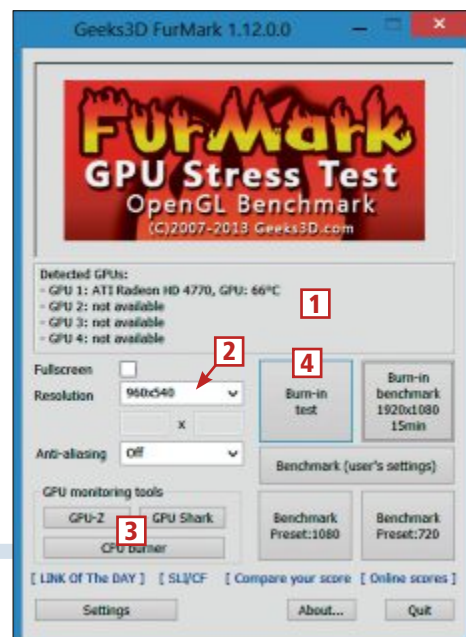 Geeks3D FurMark 1.12.0.0
FurMark
GPU Stress Test
OpenGL Benchmark
(C)2007-2013 Geeks3D.com
Detected GPUs:
- GPU 1: ATI Radeon HD 4770, GPU: 66°C
- GPU 2: not available
- GPU 3: not available
- GPU 4: not available
1
2
4
Fullscreen
Resolution
960x540
x
Anti-aliasing
Off
Burn-in
test
Burn-in
benchmark
1920x1080
15min
Benchmark (user's settings)
GPU monitoring tools
GPU-Z
GPU Shark
3
CPU burner
Benchmark
Preset:1080
Benchmark
Preset:720
[ LINK Of The DAY ]
[ SLI/CF
[ Compare your score
[ Online scores ]
Settings
About...
Quit